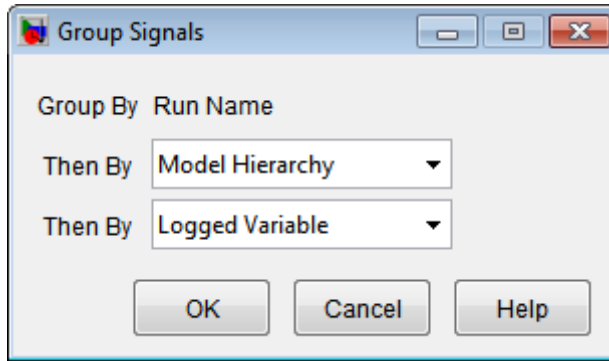 Group Signals
Group By Run Name
Then By Model Hierarchy
Then By Logged Variable
OK Cancel Help